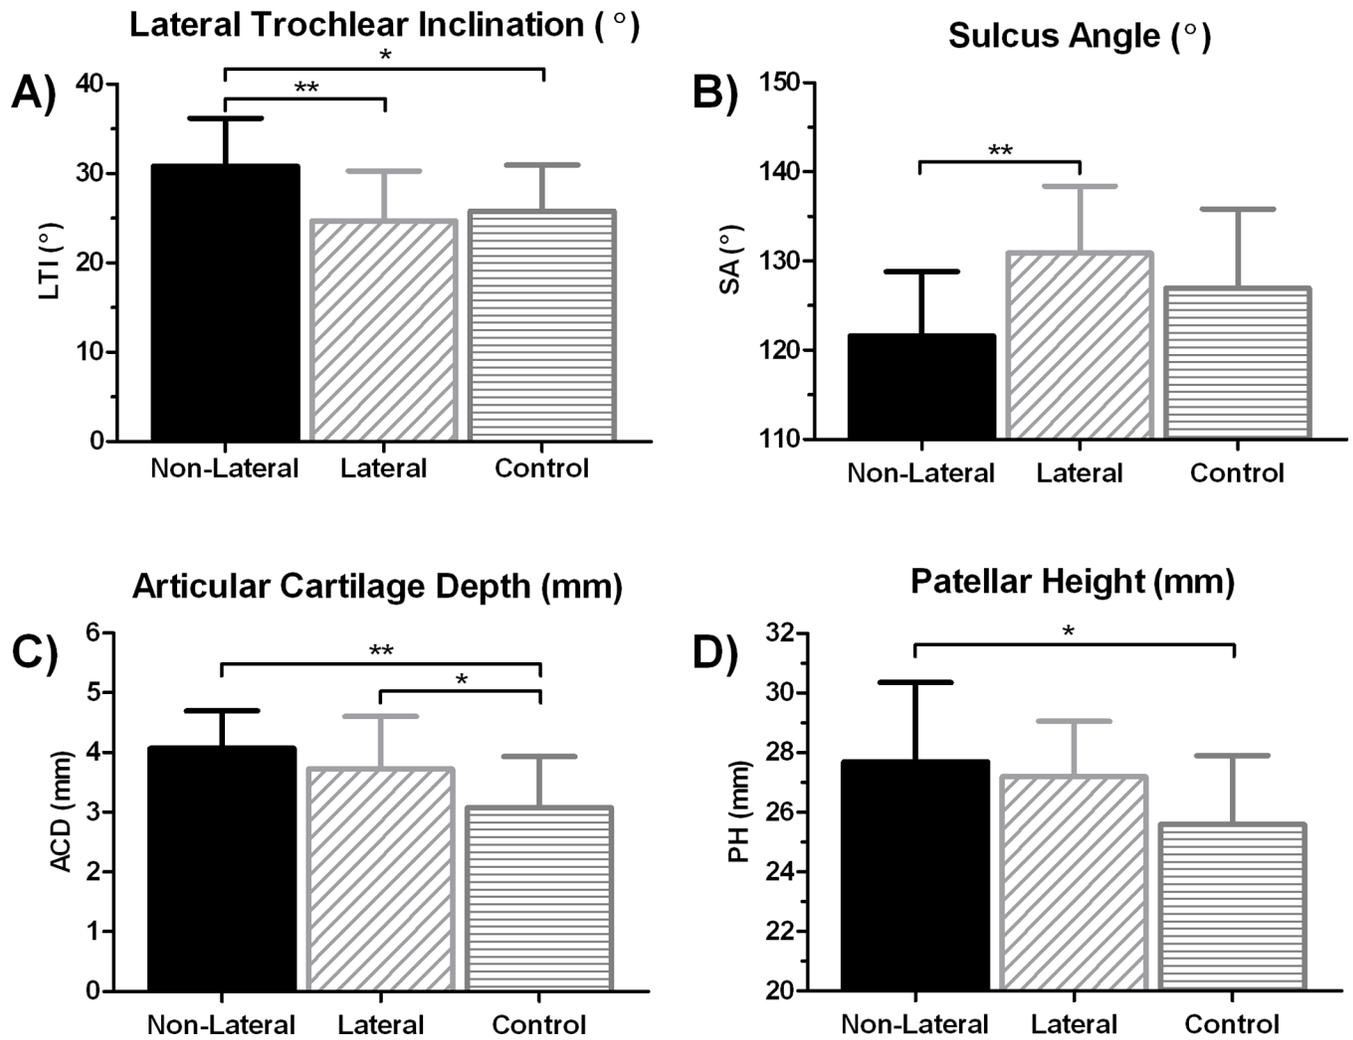 Lateral Trochlear Inclination (°)
A)
*
**
40
30
20
10
0
LTI (°)
Non-Lateral Lateral Control
Sulcus Angle (°)
B)
**
150
140
130
120
110
SA (°)
Non-Lateral Lateral Control
Articular Cartilage Depth (mm)
C)
**
*
6
5
4
3
2
1
0
ACD (mm)
Non-Lateral Lateral Control
Patellar Height (mm)
D)
*
32
30
28
26
24
22
20
PH (mm)
Non-Lateral Lateral Control